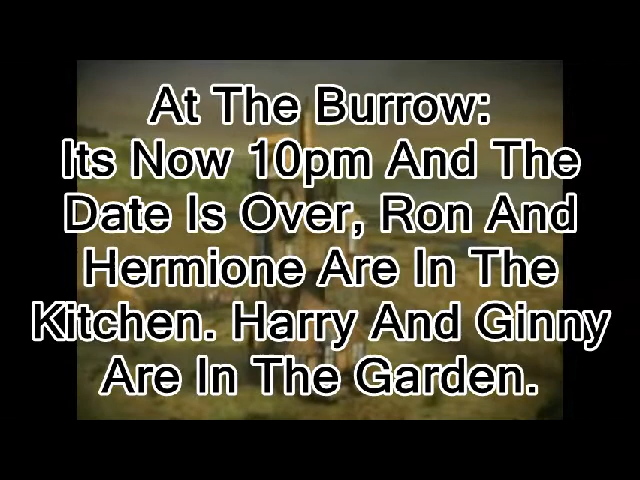 At The Burrow:
Its Now 10pm And The
Date Is Over, Ron And
Hermione Are In The
Kitchen. Harry And Ginny
Are In The Garden.